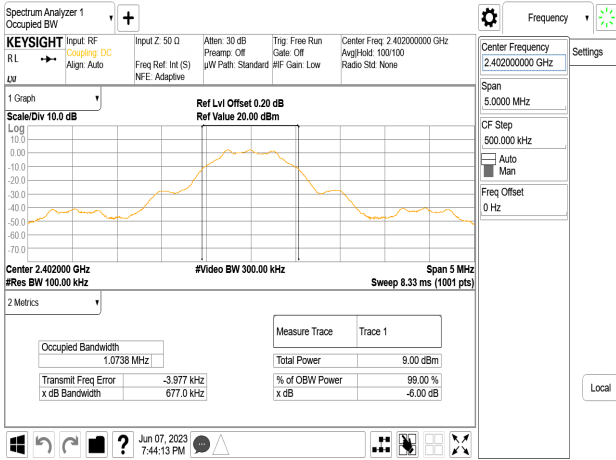 Spectrum Analyzer 1
Occupied BW
Frequency
KEYSIGHT
RL
Input: RF
Coupling: DC
Align: Auto
Input Z: 50 Ω
Freq Ref: Int (S)
NFE: Adaptive
Atten: 30 dB
Preamp: Off
µW Path: Standard
Trig: Free Run
Gate: Off
#IF Gain: Low
Center Freq: 2.402000000 GHz
Avg|Hold: 100/100
Radio Std: None
LXI
Center Frequency
2.402000000 GHz
Settings
Span
5.0000 MHz
CF Step
500.000 kHz
Auto
Man
Freq Offset
0 Hz
Local
1 Graph
Scale/Div 10.0 dB
Ref Lvl Offset 0.20 dB
Ref Value 20.00 dBm
Log
10.0
0.00
-10.0
-20.0
-30.0
-40.0
-50.0
-60.0
-70.0
Center 2.402000 GHz
#Video BW 300.00 kHz
Span 5 MHz
#Res BW 100.00 kHz
Sweep 8.33 ms (1001 pts)
2 Metrics
Measure Trace
Trace 1
Occupied Bandwidth
1.0738 MHz
Total Power
9.00 dBm
Transmit Freq Error
-3.977 kHz
% of OBW Power
99.00 %
x dB Bandwidth
677.0 kHz
x dB
-6.00 dB
?
Jun 07, 2023
7:44:13 PM